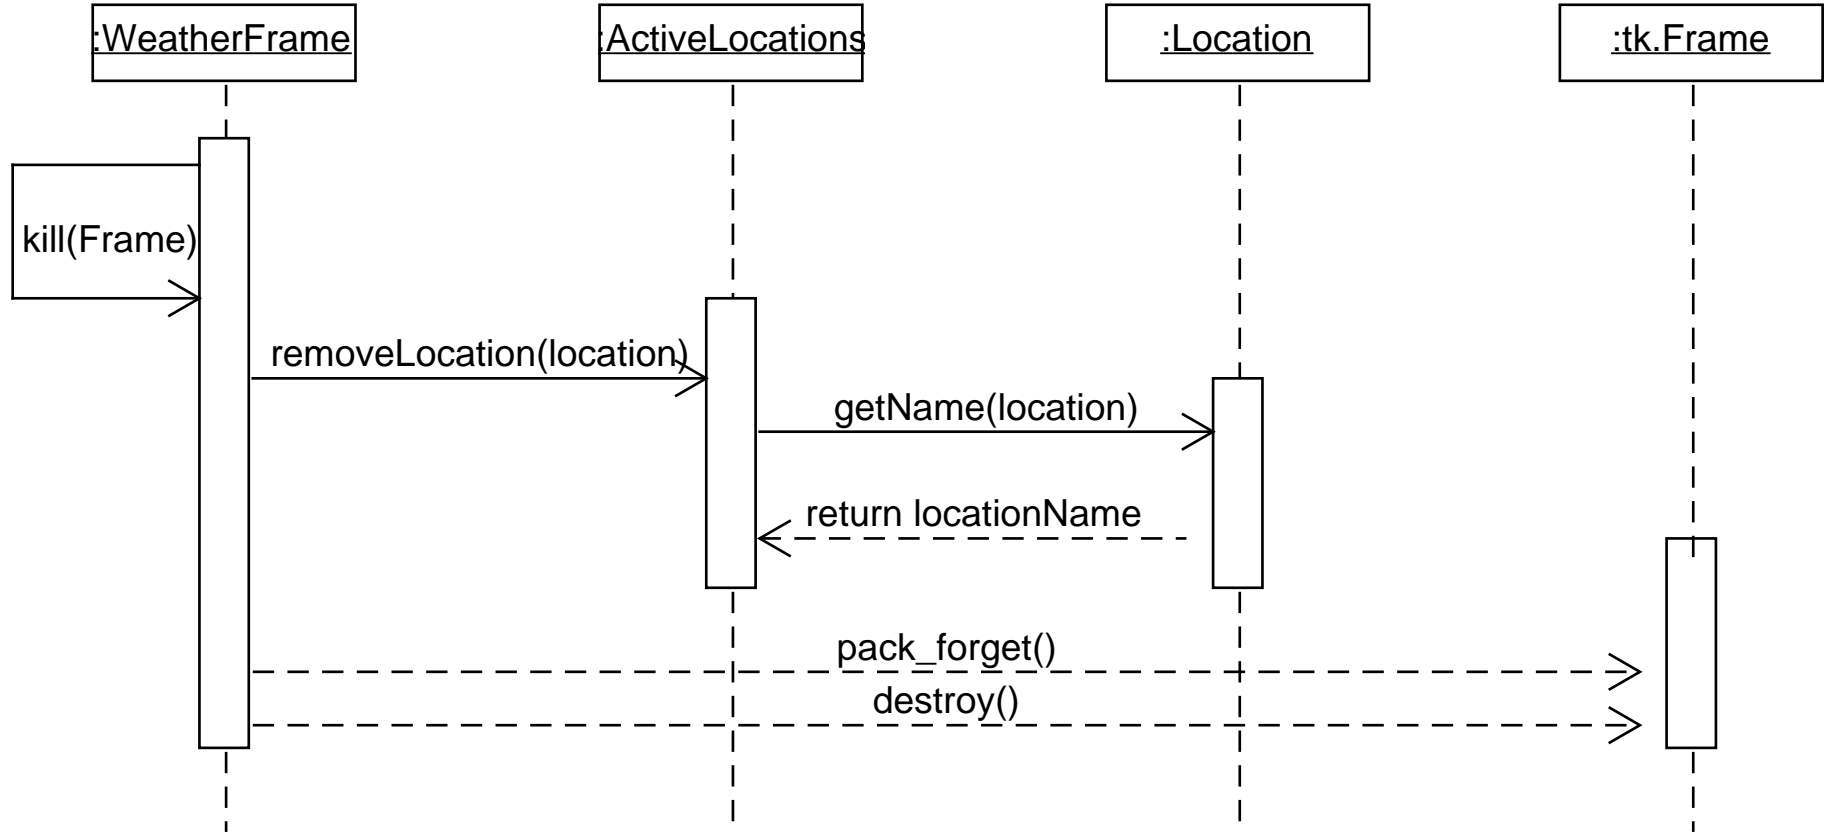 :WeatherFrame
:ActiveLocations
:Location
:tk.Frame
kill(Frame)
removeLocation(location)
getName(location)
return locationName
pack_forget()
destroy()